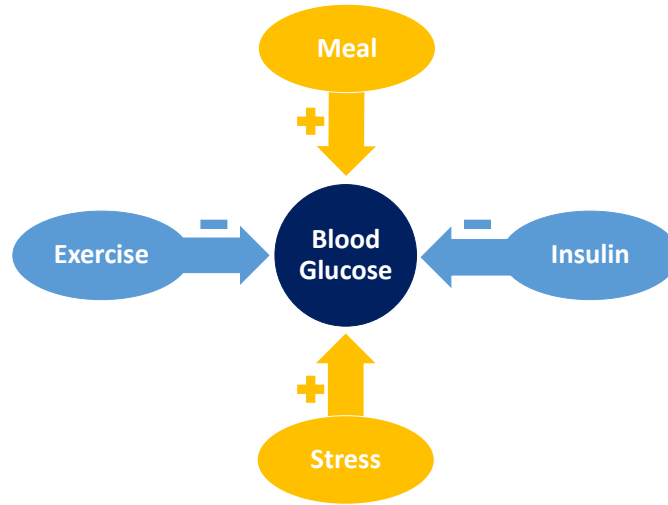 Meal
+
Exercise
-
Blood
Glucose
-
Insulin
+
Stress